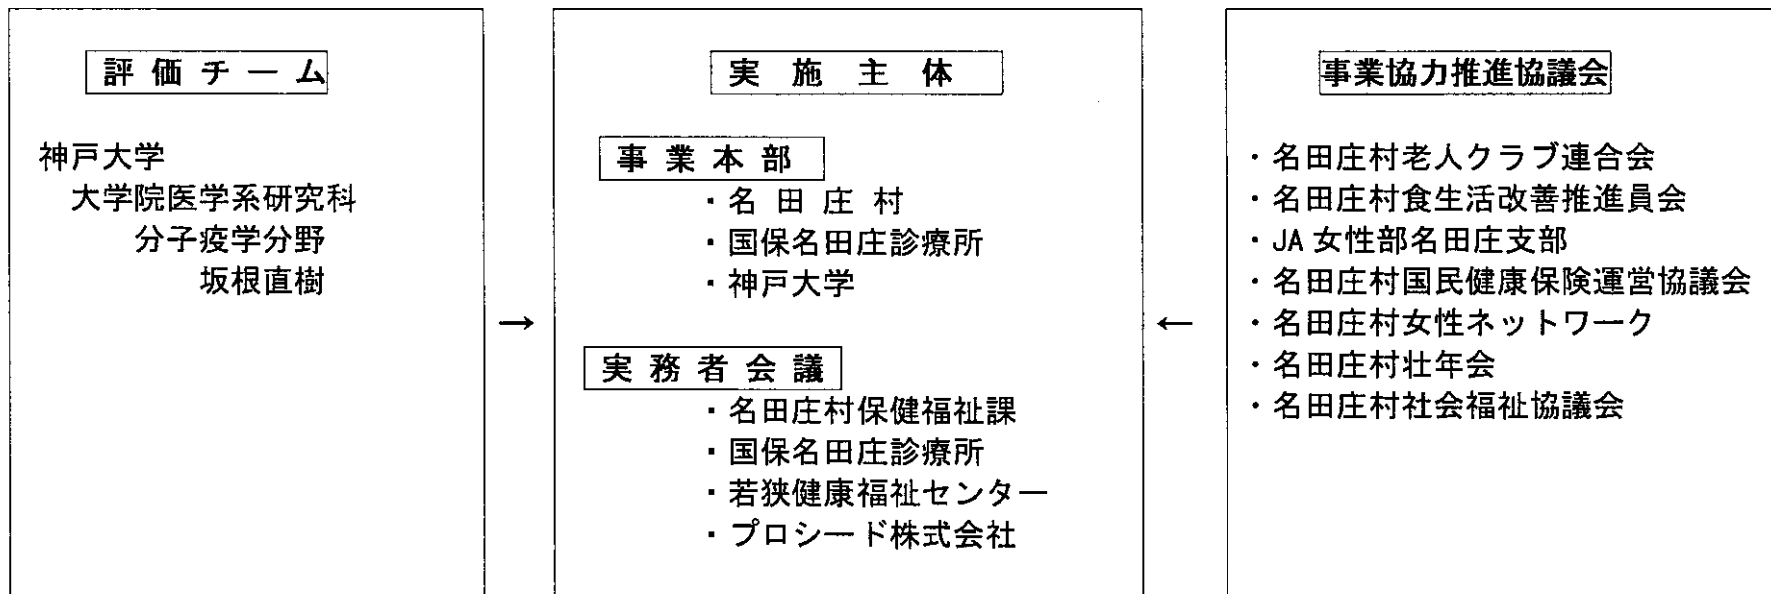 評価チーム
神戸大学
大学院医学系研究科
分子疫学分野
坂根直樹
→
実施主体
事業本部
・名田庄村
・国保名田庄診療所
・神戸大学
実務者会議
・名田庄村保健福祉課
・国保名田庄診療所
・若狭健康福祉センター
・プロシード株式会社
←
事業協力推進協議会
・名田庄村老人クラブ連合会
・名田庄村食生活改善推進員会
・JA女性部名田庄支部
・名田庄村国民健康保険運営協議会
・名田庄村女性ネットワーク
・名田庄村壮年会
・名田庄村社会福祉協議会